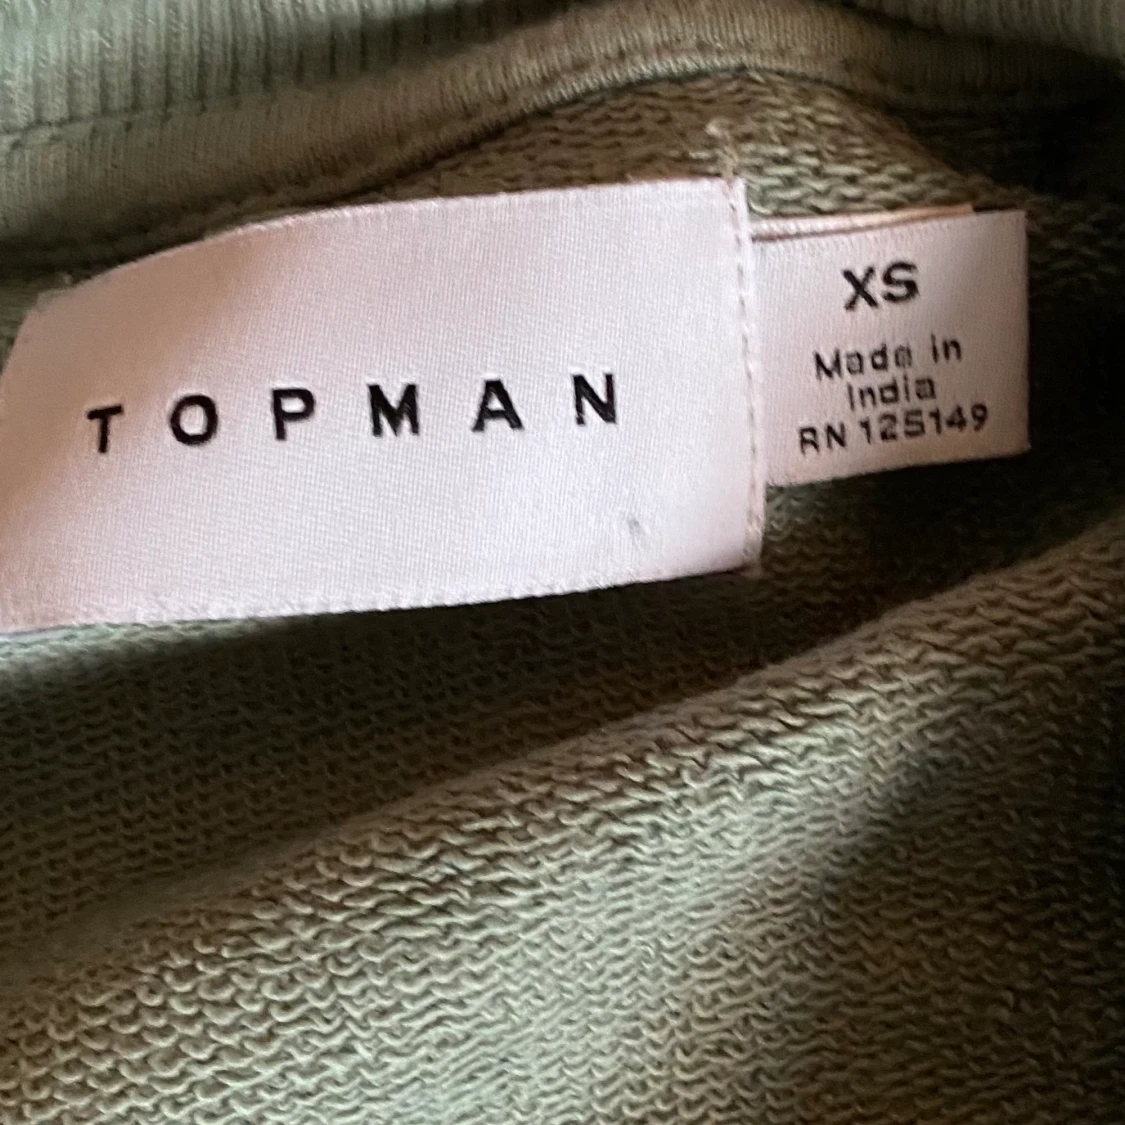 TOPMAN
XS
Made in
India
RN 125149